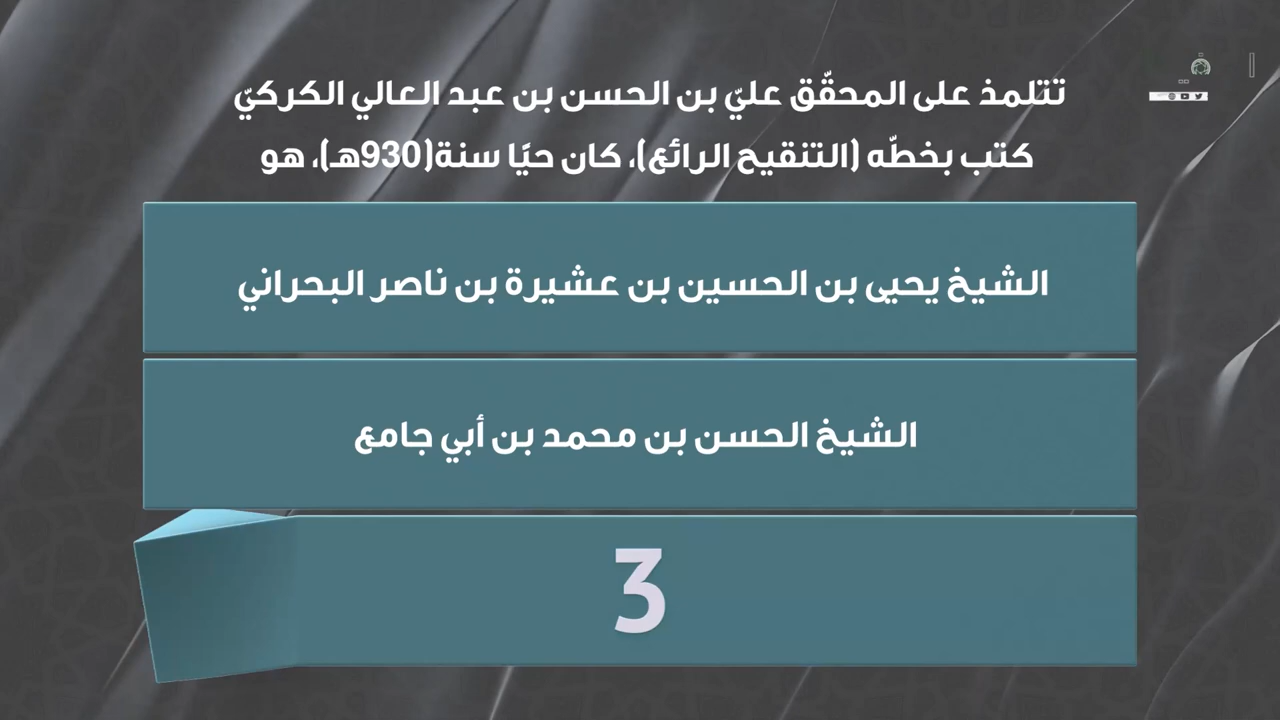 تتلمذ على المحقّق عليّ بن الحسن بن عبد العالي الكركيّ
كتب بخطّه (التنقيح الرائع)، كان حيًا سنة(930هـ)، هو
الشيخ يحيى بن الحسين بن عشيرة بن ناصر البحراني
الشيخ الحسن بن محمد بن أبي جامع
3